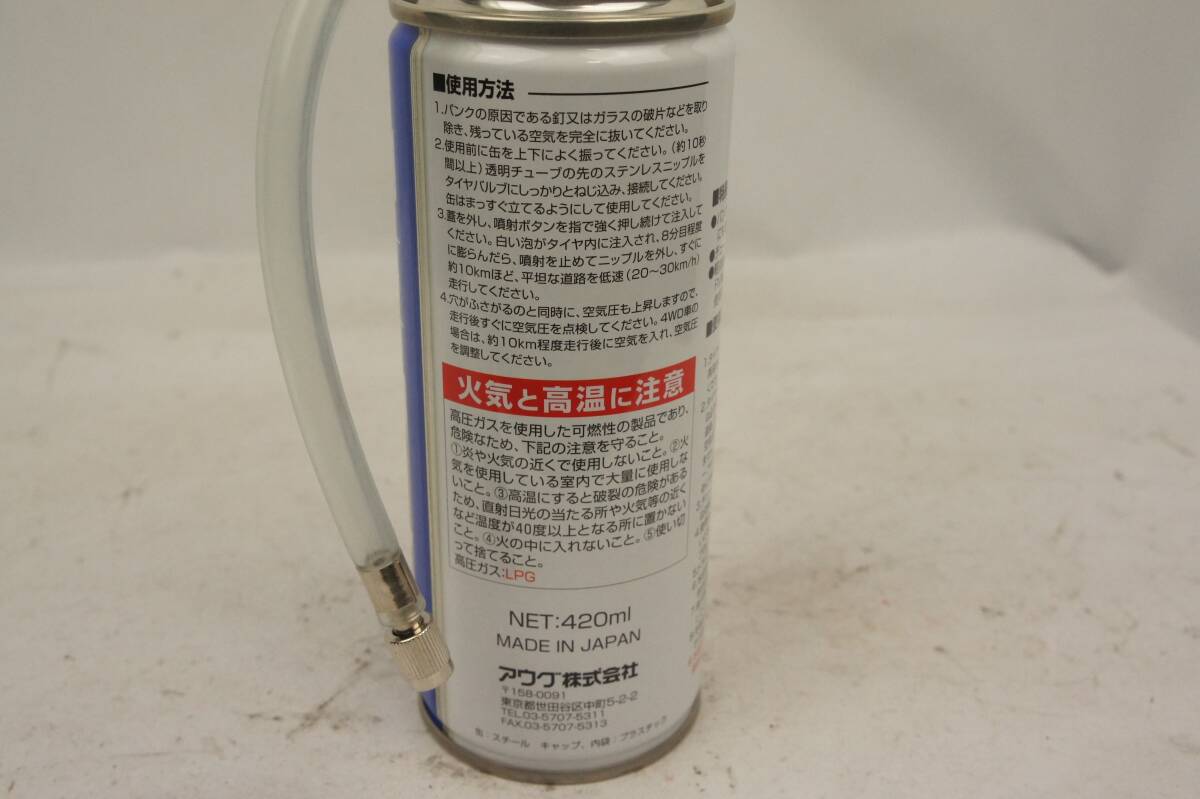 ■使用方法
1.パンクの原因である釘又はガラスの破片などを取り
除き、残っている空気を完全に抜いてください。
2.使用前に缶を上下によく振ってください。(約10秒
間以上)透明チューブの先のステンレスニップルを
タイヤバルブにしっかりとねじ込み、接続してください。
缶はまっすぐ立てるようにして使用してください。
3.蓋を外し、噴射ボタンを指で強く押し続けて注入して
ください。白い泡がタイヤ内に注入され、8分目程度
に膨らんだら、噴射を止めてニップルを外し、すぐに
約10kmほど、平坦な道路を低速(20~30km/h)
走行してください。
4.穴がふさがるのと同時に、空気圧も上昇しますので、
走行後すぐに空気圧を点検してください。4WD車の
場合は、約10km程度走行後に空気を入れ、空気圧
を調整してください。
火気と高温に注意
高圧ガスを使用した可燃性の製品であり、
危険なため、下記の注意を守ること。
①炎や火気の近くで使用しないこと。②火
気を使用している室内で大量に使用しな
いこと。③高温にすると破裂の危険がある
ため、直射日光の当たる所や火気等の近く
など温度が40度以上となる所に置かない
こと。④火の中に入れないこと。⑤使い切
って捨てること。
高圧ガス:LPG
NET:420ml
MADE IN JAPAN
アウグ株式会社
〒158-0091
東京都世田谷区中町5-2-2
TEL.03-5707-5311
FAX.03-5707-5313
缶:スチール キャップ、内袋:プラスチック